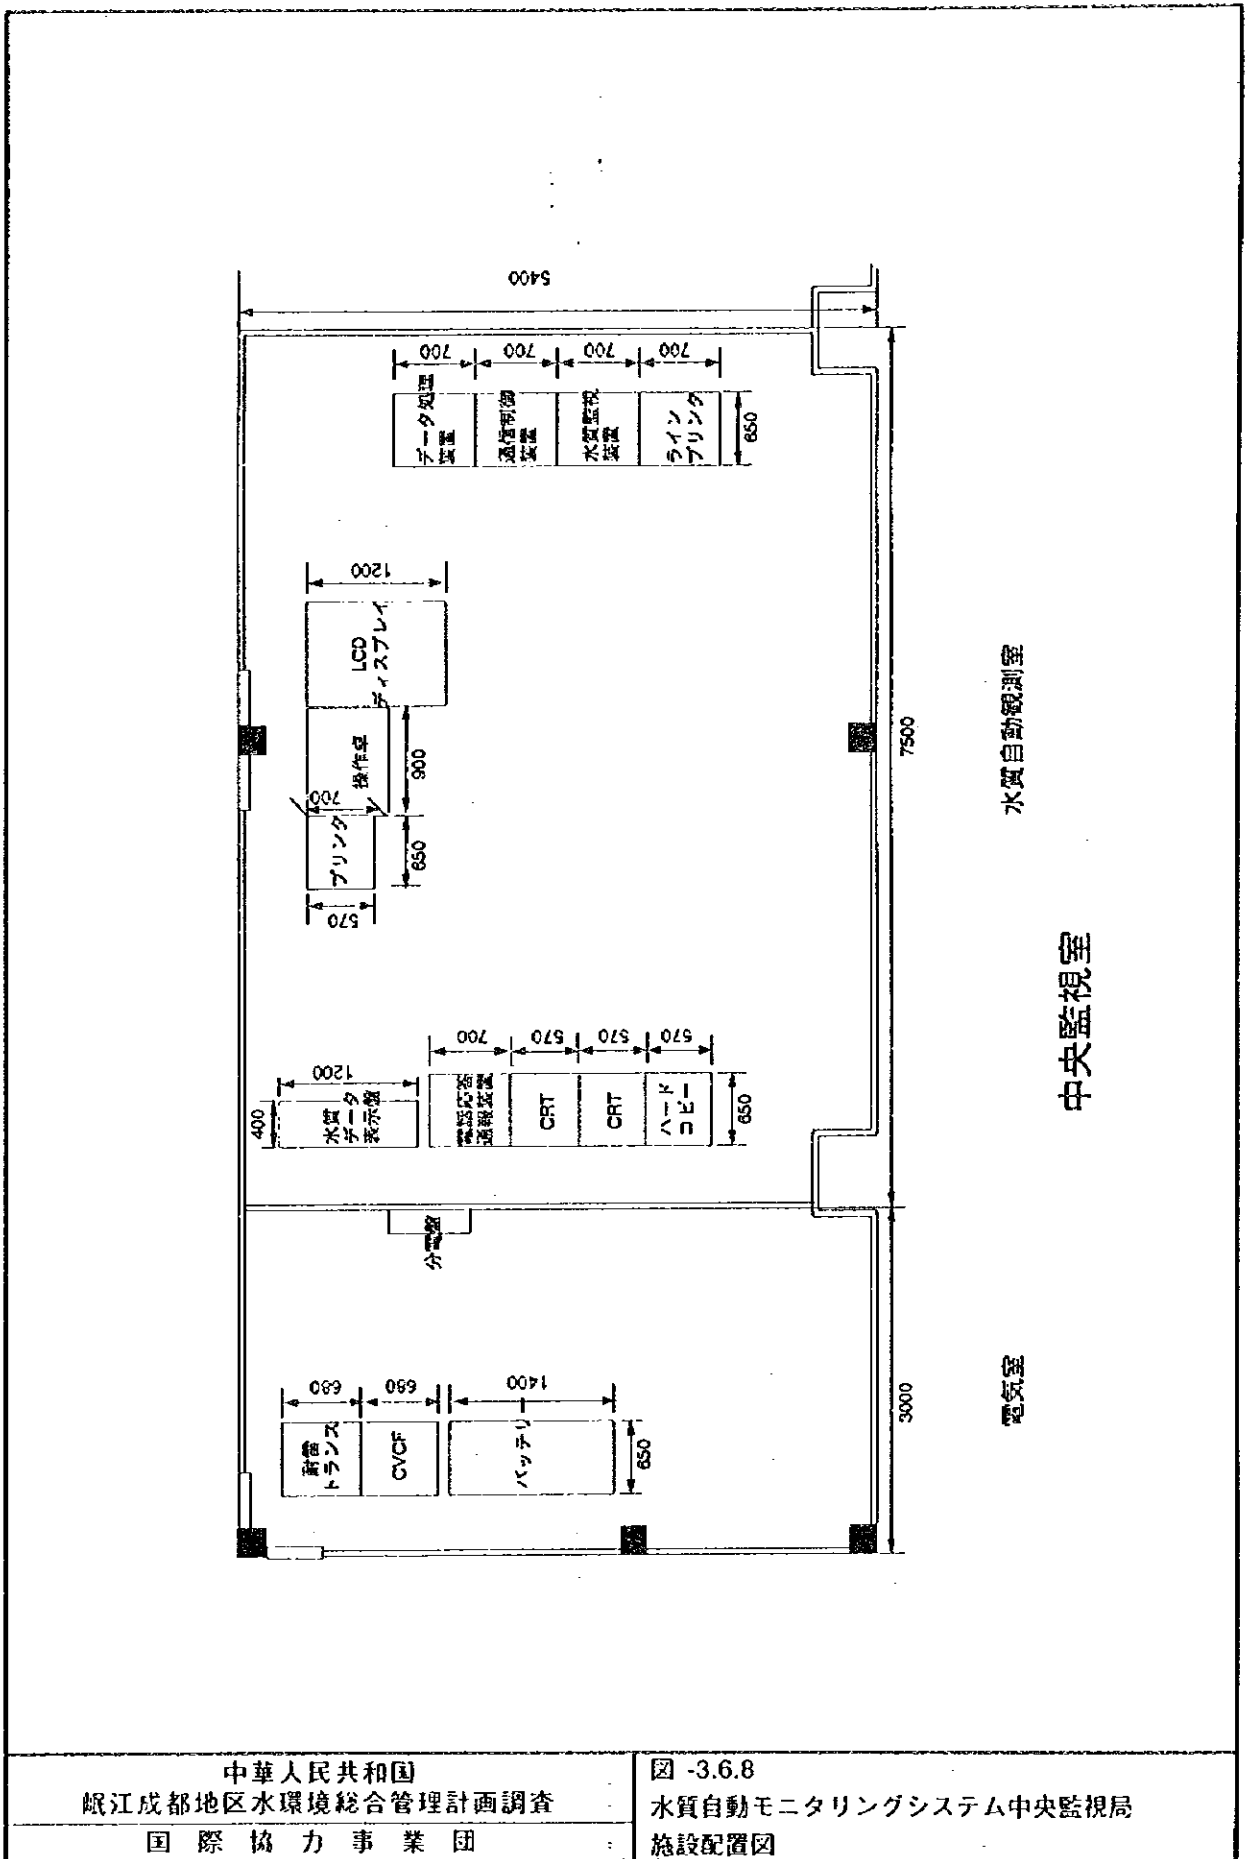 5400
700
700
700
700
データ処理
装置
通信制御
装置
水質監視
装置
ライン
プリンタ
650
1200
LCD
ディスプレイ
操作卓
900
700
プリンタ
650
570
400
1200
水質
データ
表示盤
700
570
570
570
電話応答
通報装置
CRT
CRT
ハード
コピー
650
分電盤
680
680
1400
耐雷
トランス
CVCF
バッテリ
650
7500
3000
水質自動観測室
電気室
中央監視室
中華人民共和国
岷江成都地区水環境総合管理計画調査
国際協力事業団
図 -3.6.8
水質自動モニタリングシステム中央監視局
施設配置図